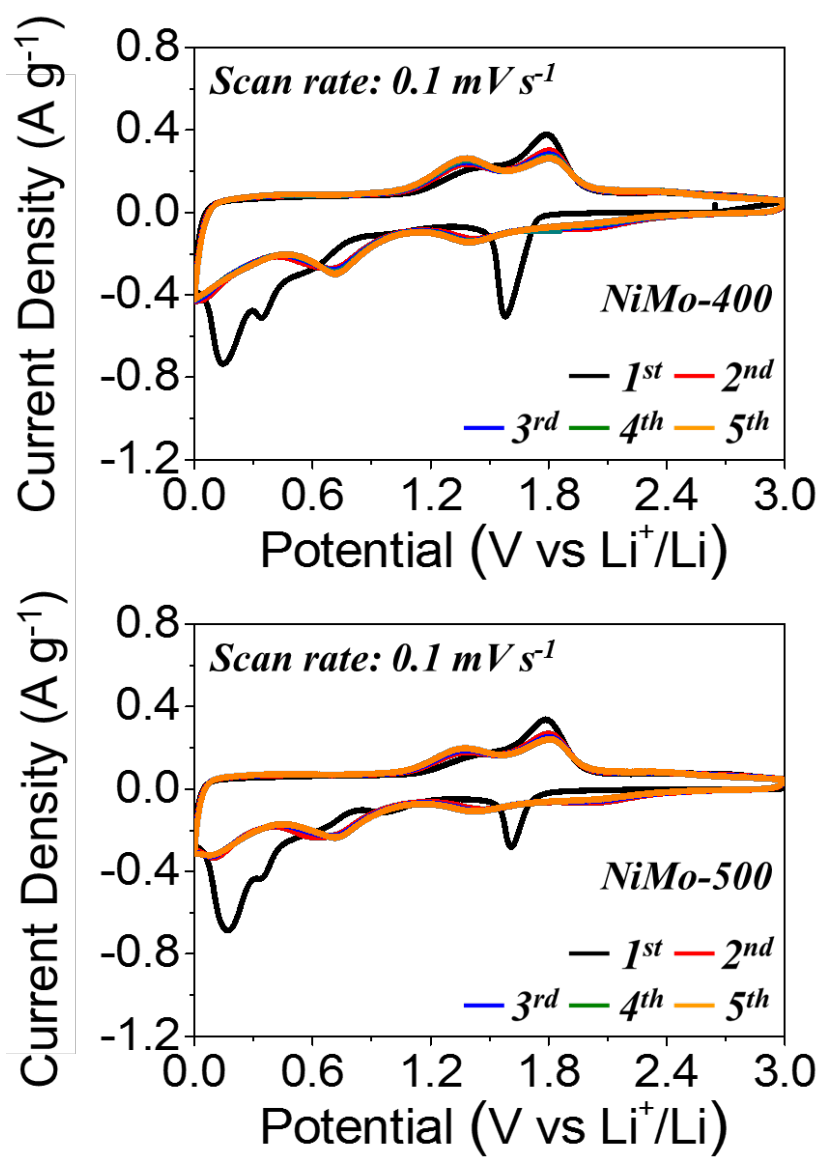 Current Density (A g⁻¹)
0.8
0.4
0.0
-0.4
-0.8
-1.2
Scan rate: 0.1 mV s⁻¹
NiMo-400
1ˢᵗ 2ⁿᵈ
3ʳᵈ 4ᵗʰ 5ᵗʰ
0.0 0.6 1.2 1.8 2.4 3.0
Potential (V vs Li⁺/Li)
Current Density (A g⁻¹)
0.8
0.4
0.0
-0.4
-0.8
-1.2
Scan rate: 0.1 mV s⁻¹
NiMo-500
1ˢᵗ 2ⁿᵈ
3ʳᵈ 4ᵗʰ 5ᵗʰ
0.0 0.6 1.2 1.8 2.4 3.0
Potential (V vs Li⁺/Li)